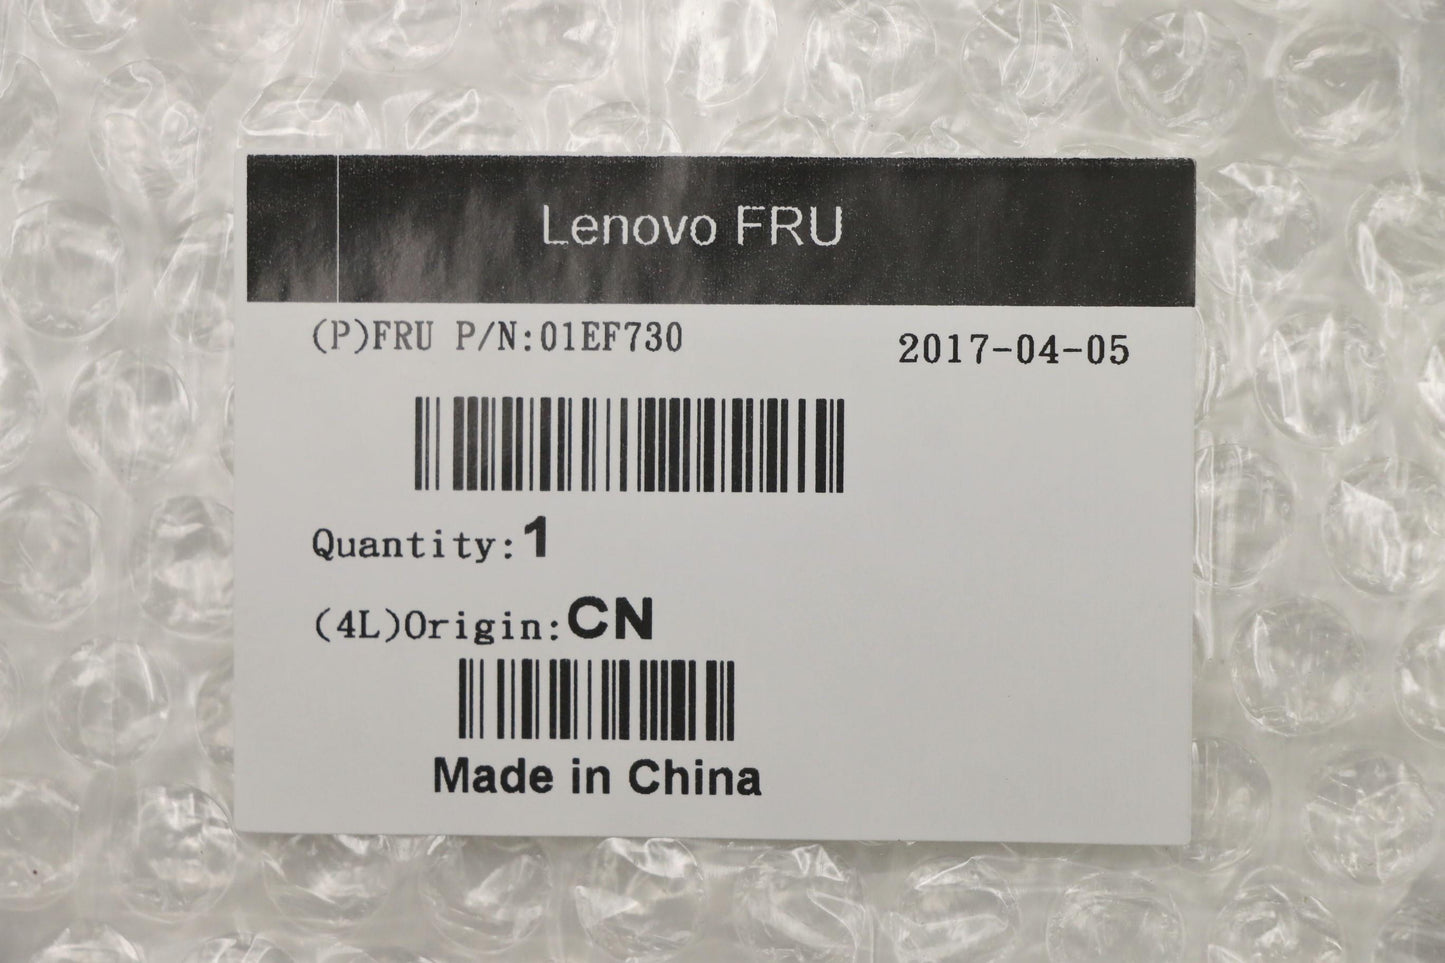 Lenovo FRU
(P)FRU P/N:01EF730
2017-04-05
Quantity:1
(4L)Origin:CN
Made in China